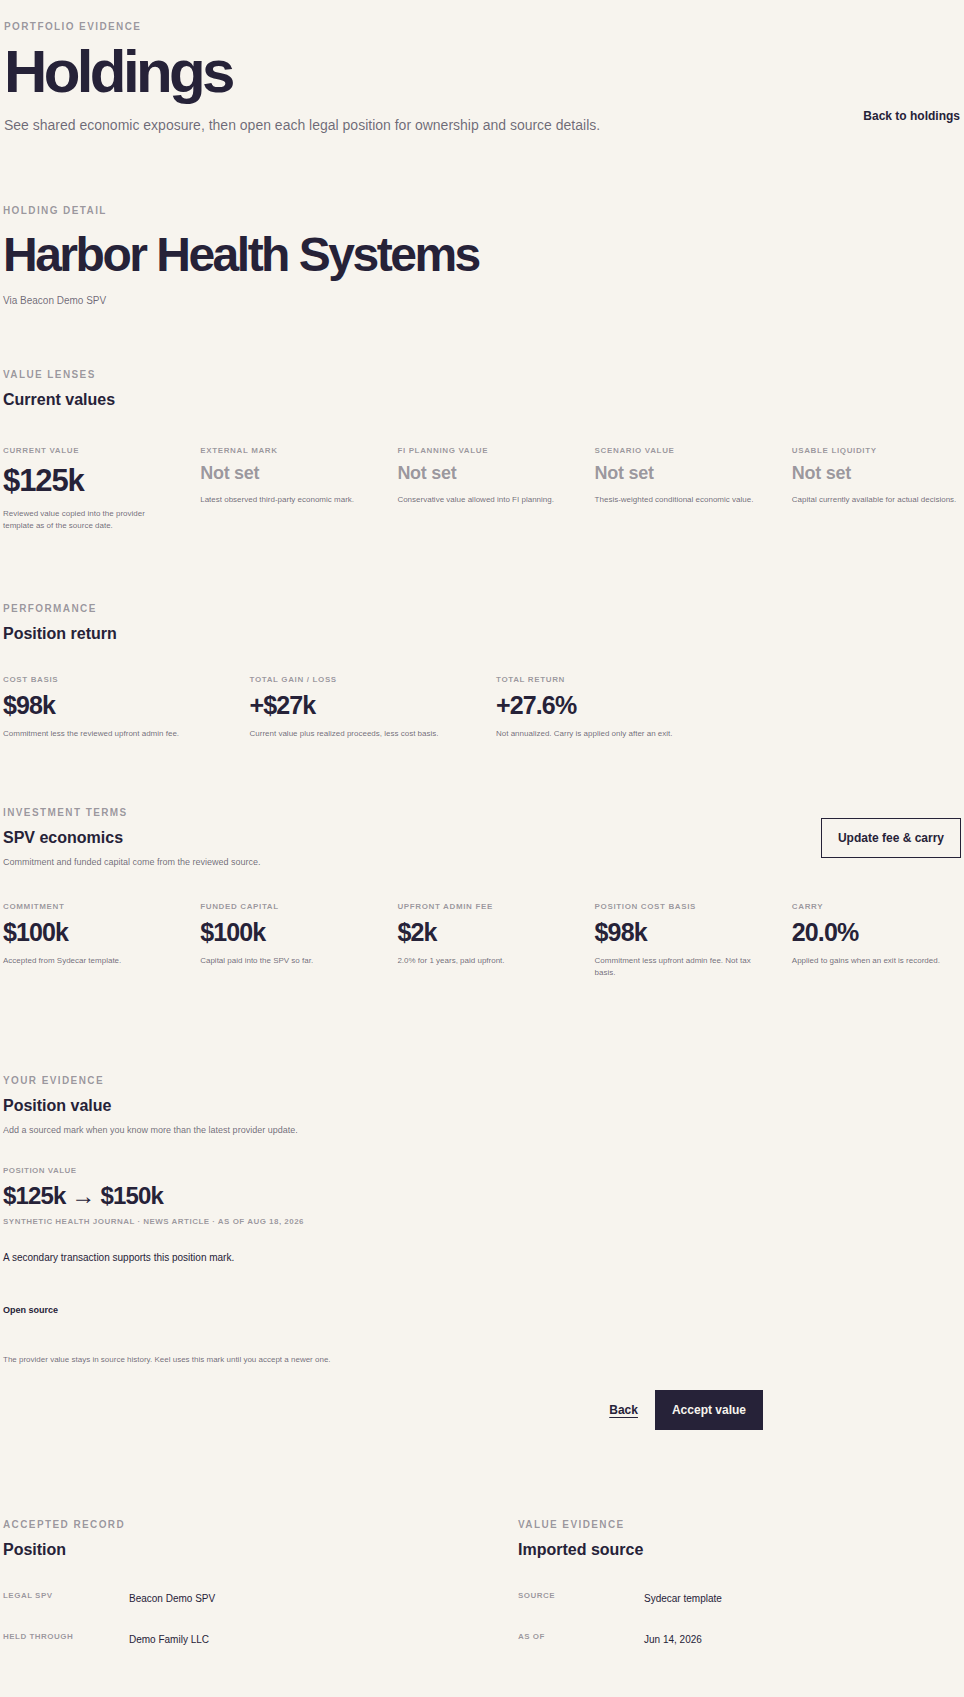 PORTFOLIO EVIDENCE
Holdings
See shared economic exposure, then open each legal position for ownership and source details.
Back to holdings
HOLDING DETAIL
Harbor Health Systems
Via Beacon Demo SPV
VALUE LENSES
Current values
CURRENT VALUE
$125k
Reviewed value copied into the provider
template as of the source date.
EXTERNAL MARK
Not set
Latest observed third-party economic mark.
FI PLANNING VALUE
Not set
Conservative value allowed into FI planning.
SCENARIO VALUE
Not set
Thesis-weighted conditional economic value.
USABLE LIQUIDITY
Not set
Capital currently available for actual decisions.
PERFORMANCE
Position return
COST BASIS
$98k
Commitment less the reviewed upfront admin fee.
TOTAL GAIN / LOSS
+$27k
Current value plus realized proceeds, less cost basis.
TOTAL RETURN
+27.6%
Not annualized. Carry is applied only after an exit.
INVESTMENT TERMS
SPV economics
Commitment and funded capital come from the reviewed source.
Update fee & carry
COMMITMENT
$100k
Accepted from Sydecar template.
FUNDED CAPITAL
$100k
Capital paid into the SPV so far.
UPFRONT ADMIN FEE
$2k
2.0% for 1 years, paid upfront.
POSITION COST BASIS
$98k
Commitment less upfront admin fee. Not tax
basis.
CARRY
20.0%
Applied to gains when an exit is recorded.
YOUR EVIDENCE
Position value
Add a sourced mark when you know more than the latest provider update.
POSITION VALUE
$125k → $150k
SYNTHETIC HEALTH JOURNAL · NEWS ARTICLE · AS OF AUG 18, 2026
A secondary transaction supports this position mark.
Open source
The provider value stays in source history. Keel uses this mark until you accept a newer one.
Back
Accept value
ACCEPTED RECORD
Position
LEGAL SPV
Beacon Demo SPV
HELD THROUGH
Demo Family LLC
VALUE EVIDENCE
Imported source
SOURCE
Sydecar template
AS OF
Jun 14, 2026